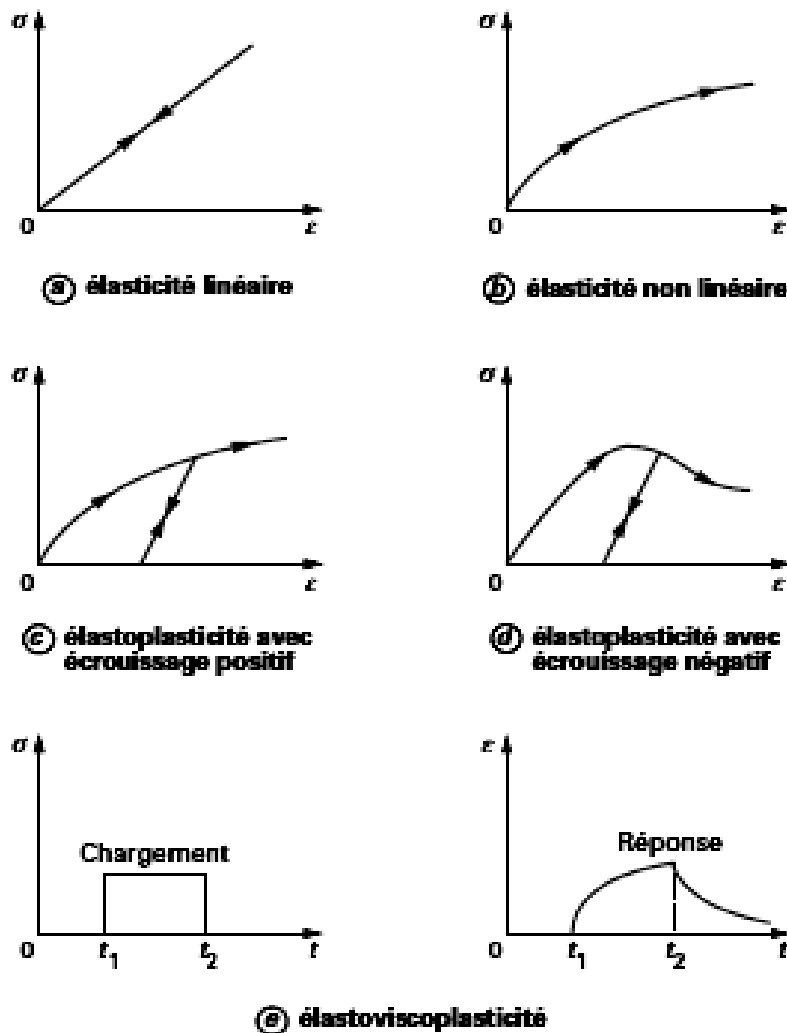 σ
0
ε
ⓐ élasticité linéaire
σ
0
ε
ⓑ élasticité non linéaire
σ
0
ε
ⓒ élastoplasticité avec
écrouissage positif
σ
0
ε
ⓓ élastoplasticité avec
écrouissage négatif
σ
Chargement
0
t₁
t₂
t
ε
Réponse
0
t₁
t₂
t
ⓔ élastoviscoplasticité